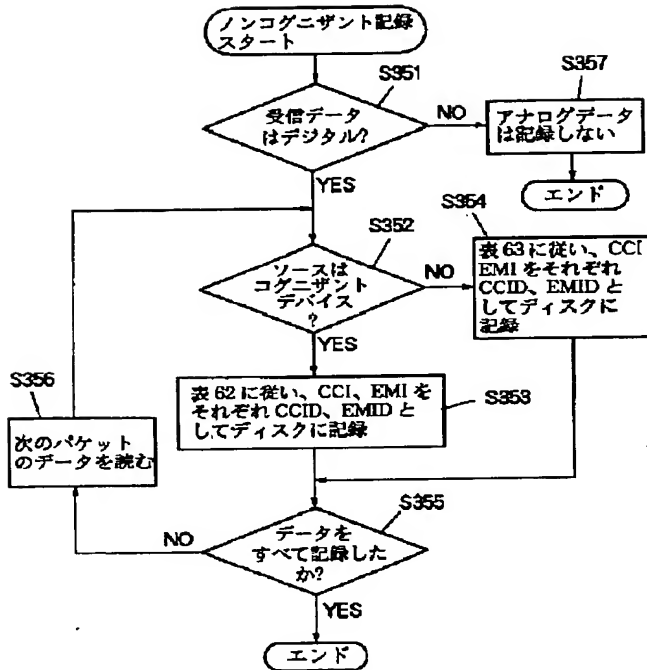 ノンコグニザント記録
スタート
S351
受信データ
はデジタル?
NO
S357
アナログデータ
は記録しない
エンド
YES
S352
ソースは
コグニザント
デバイス
?
NO
S354
表63に従い、CCI
EMIをそれぞれ
CCID、EMIDと
してディスクに
記録
YES
S353
表62に従い、CCI、EMIを
それぞれCCID、EMIDと
してディスクに記録
S356
次のパケット
のデータを読む
S355
データを
すべて記録した
か?
NO
YES
エンド